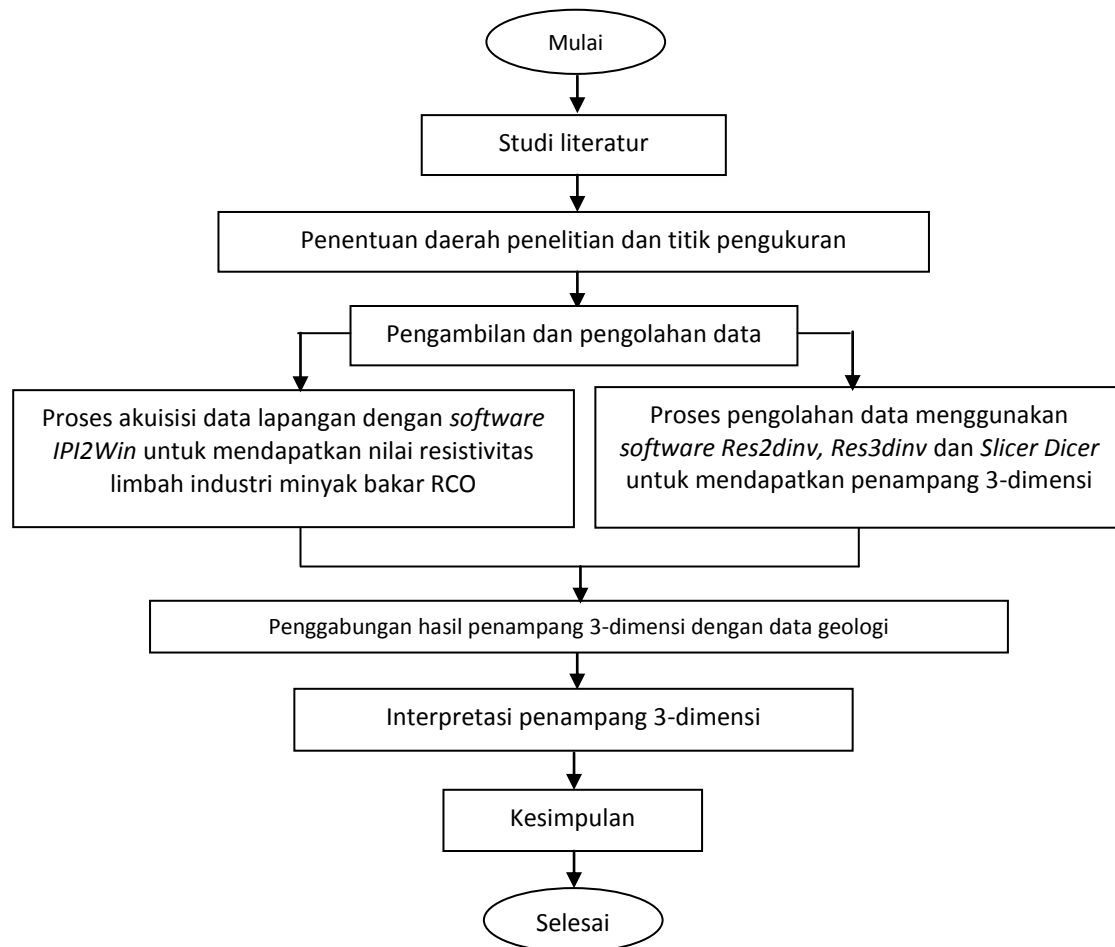 Mulai
Studi literatur
Penentuan daerah penelitian dan titik pengukuran
Pengambilan dan pengolahan data
Proses akuisisi data lapangan dengan software
IPI2Win untuk mendapatkan nilai resistivitas
limbah industri minyak bakar RCO
Proses pengolahan data menggunakan
software Res2dinv, Res3dinv dan Slicer Dicer
untuk mendapatkan penampang 3-dimensi
Penggabungan hasil penampang 3-dimensi dengan data geologi
Interpretasi penampang 3-dimensi
Kesimpulan
Selesai